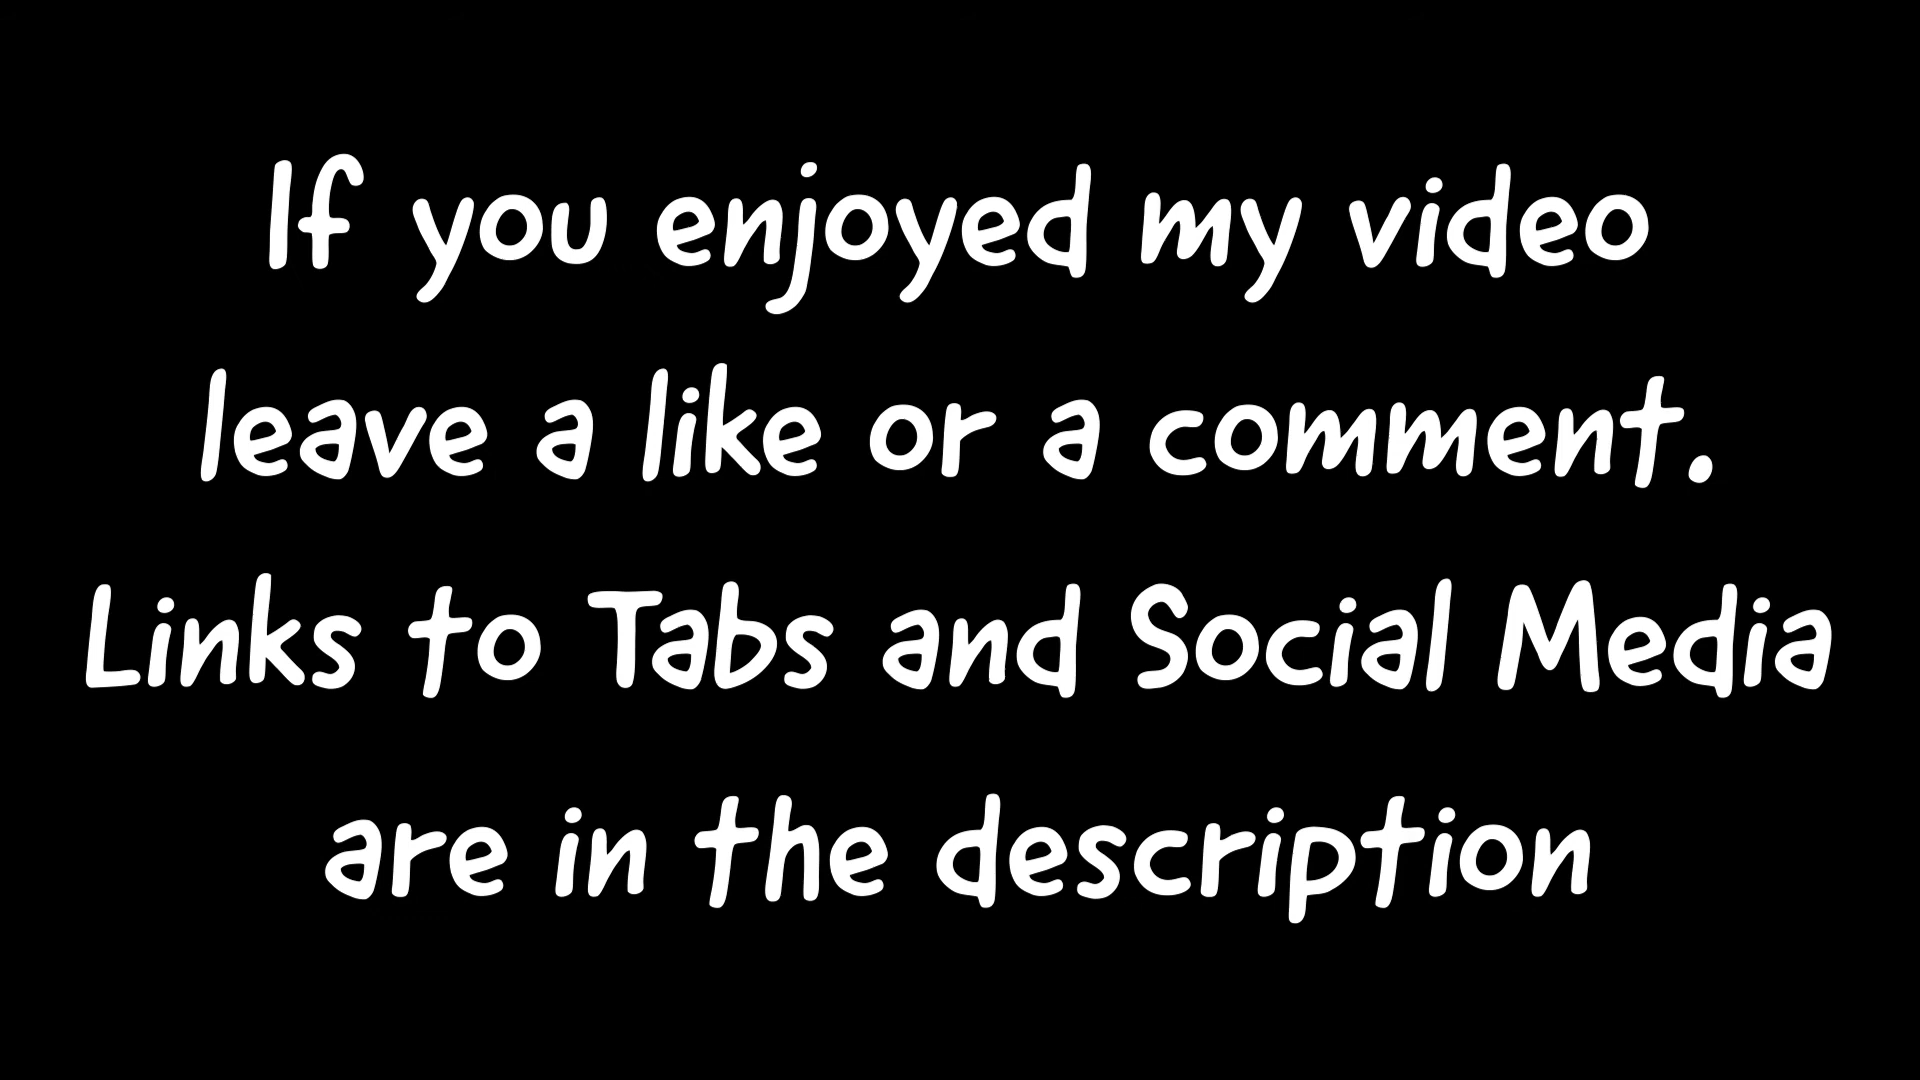 If you enjoyed my video
leave a like or a comment.
Links to Tabs and Social Media
are in the description